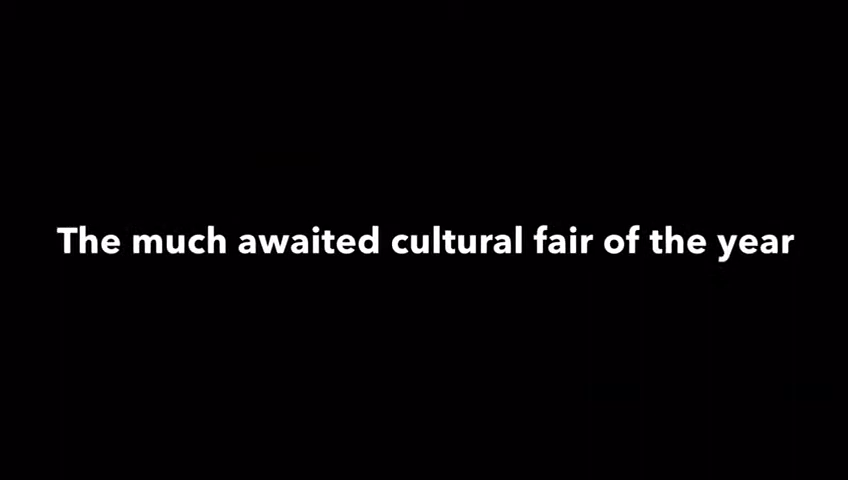 The much awaited cultural fair of the year